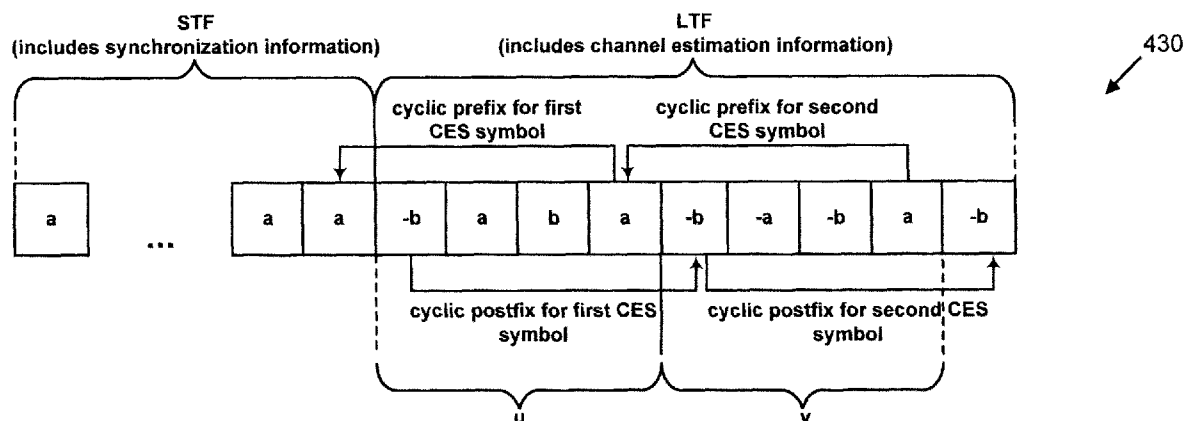 STF
(includes synchronization information)
LTF
(includes channel estimation information)
430
cyclic prefix for first
CES symbol
cyclic prefix for second
CES symbol
a ... a a -b a b a -b -a -b a -b
cyclic postfix for first CES
symbol
cyclic postfix for second CES
symbol